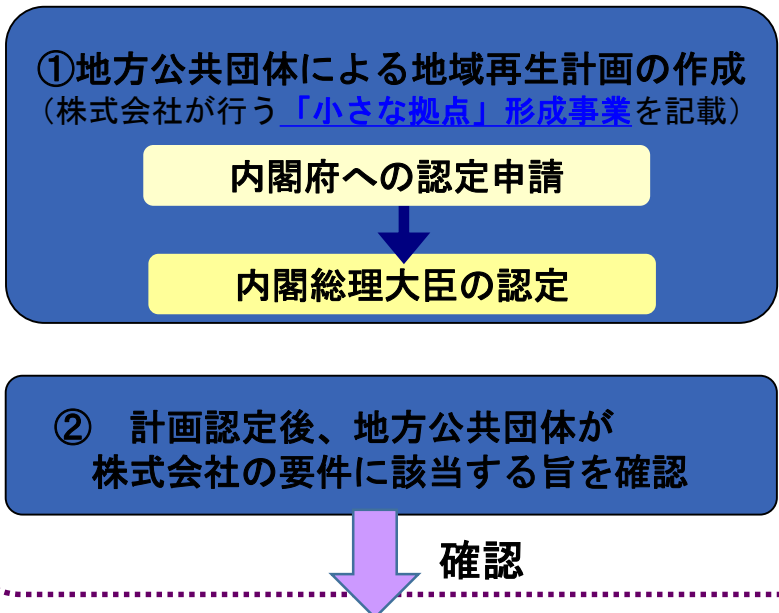 ①地方公共団体による地域再生計画の作成
（株式会社が行う「小さな拠点」形成事業を記載）
内閣府への認定申請
内閣総理大臣の認定
②　計画認定後、地方公共団体が
株式会社の要件に該当する旨を確認
確認